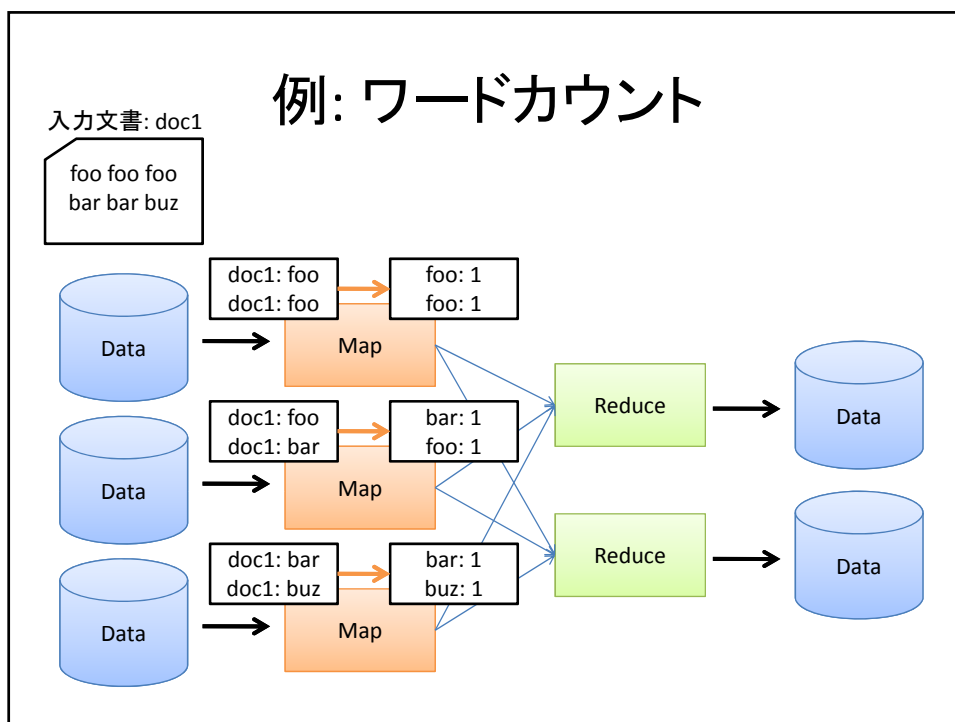 例: ワードカウント
入力文書: doc1
foo foo foo
bar bar buz
doc1: foo
doc1: foo
foo: 1
foo: 1
Data
Map
doc1: foo
doc1: bar
bar: 1
foo: 1
Data
Map
doc1: bar
doc1: buz
bar: 1
buz: 1
Data
Map
Reduce
Data
Reduce
Data